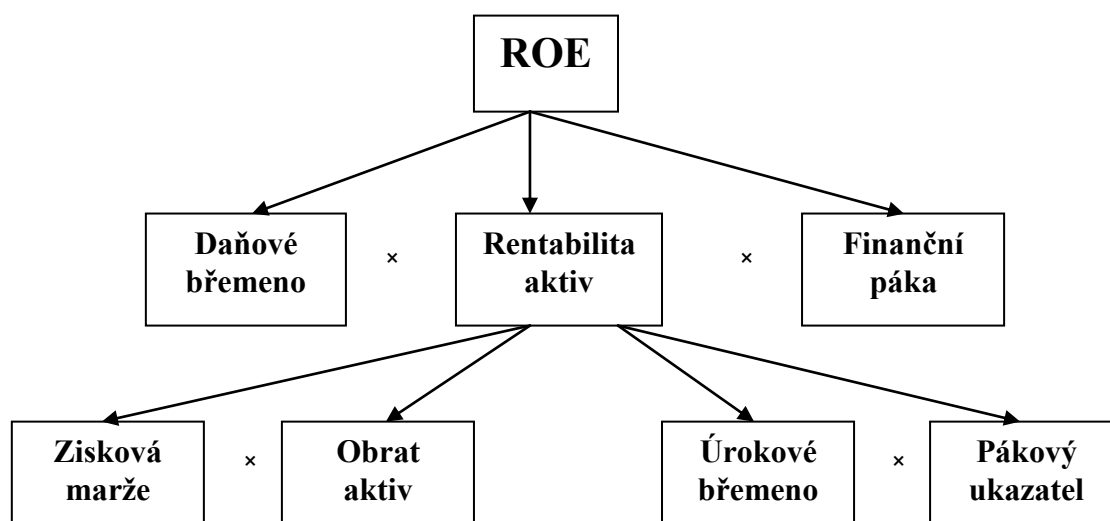 ROE
Daňové
břemeno
×
Rentabilita
aktiv
×
Finanční
páka
Zisková
marže
×
Obrat
aktiv
Úrokové
břemeno
×
Pákový
ukazatel